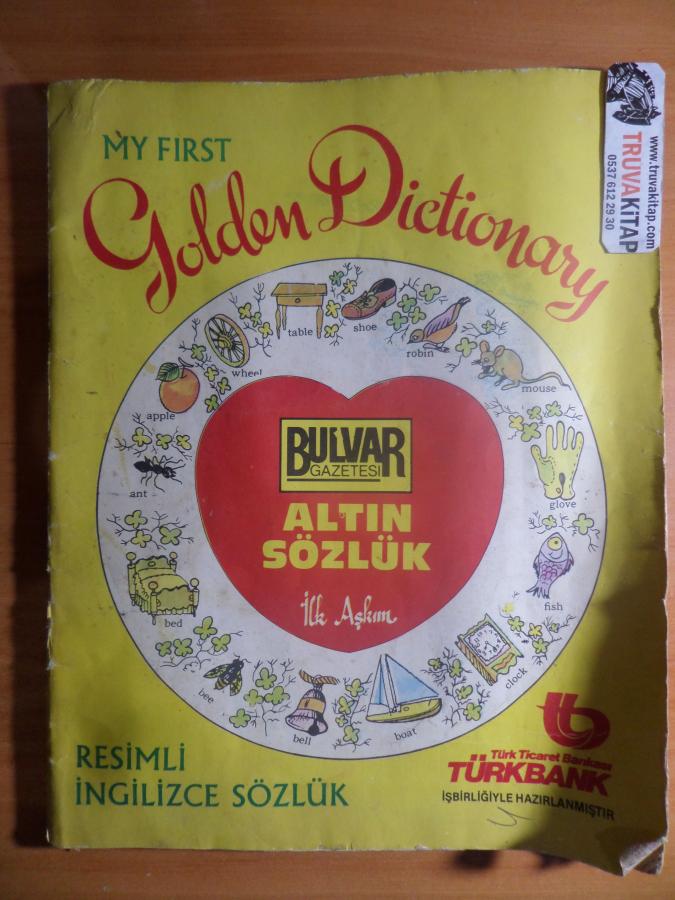 MY FIRST
Golden Dictionary
www.truvakitap.com
TRUVAKİTAP
0537 612 29 30
table
shoe
robin
wheel
mouse
apple
glove
ant
fish
bed
clock
bee
bell
boat
BULVAR
GAZETESİ
ALTIN
SÖZLÜK
İlk Aşkım
RESİMLİ
İNGİLİZCE SÖZLÜK
Türk Ticaret Bankası
TÜRKBANK
İŞBİRLİĞİYLE HAZIRLANMIŞTIR